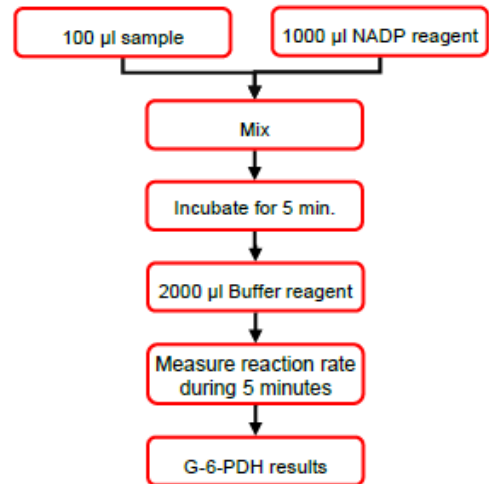 100 µl sample
1000 µl NADP reagent
Mix
Incubate for 5 min.
2000 µl Buffer reagent
Measure reaction rate
during 5 minutes
G-6-PDH results